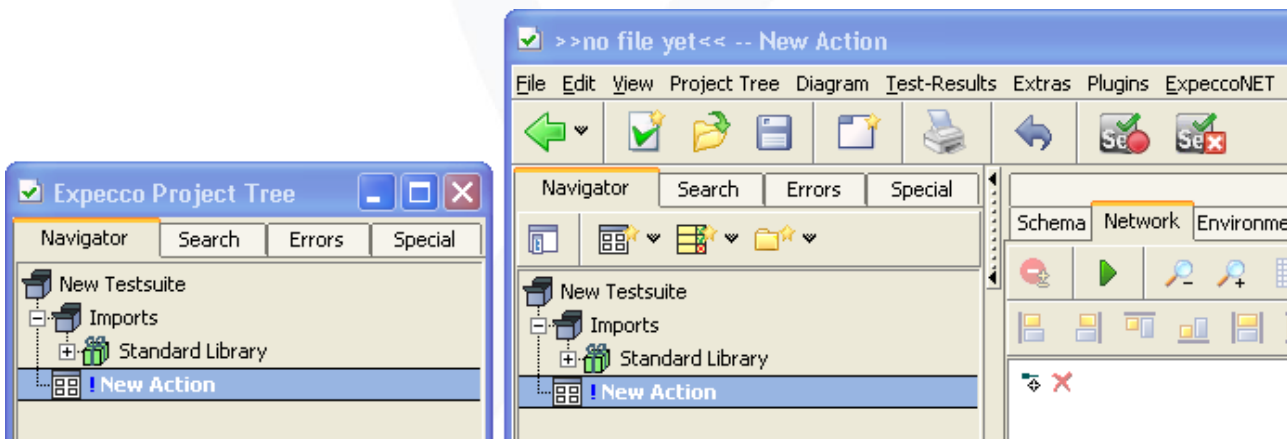 Expecco Project Tree
Navigator Search Errors Special
New Testsuite
Imports
Standard Library
! New Action
>>no file yet<< -- New Action
File Edit View Project Tree Diagram Test-Results Extras Plugins ExpeccoNET
Se Se
Navigator Search Errors Special
New Testsuite
Imports
Standard Library
! New Action
Schema Network Environme